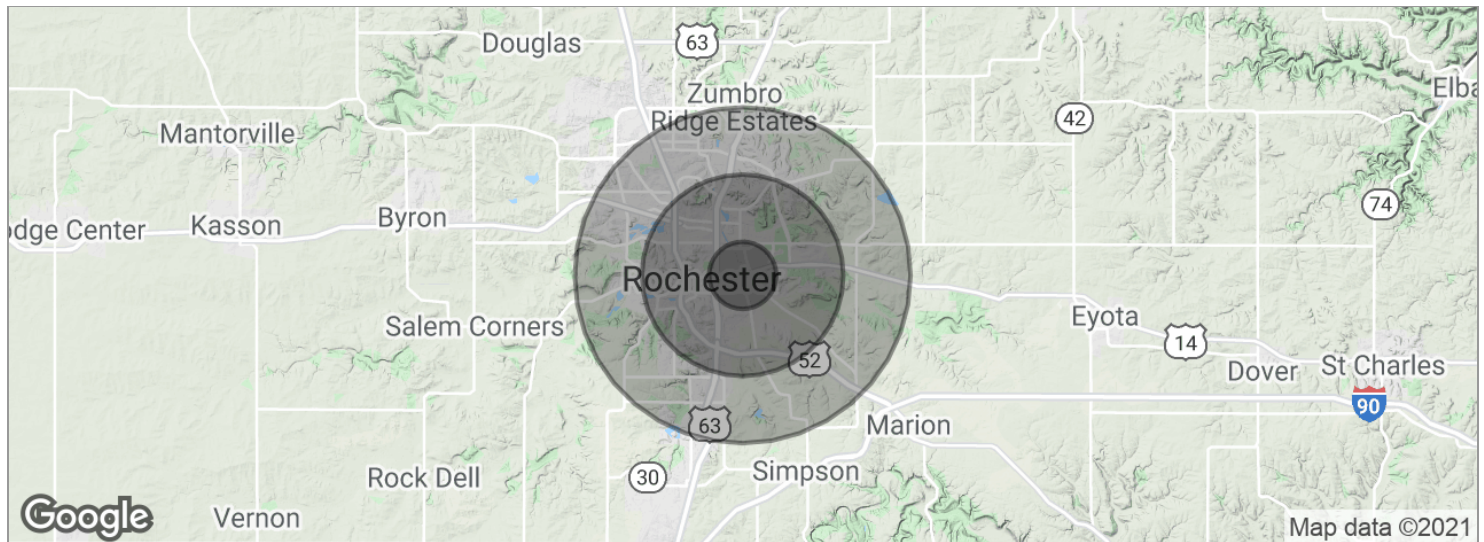 Douglas
63
Zumbro
Ridge Estates
Elba
42
Mantorville
74
Byron
Kasson
odge Center
Rochester
Salem Corners
Eyota
14
52
Dover
St Charles
90
63
Marion
Simpson
30
Rock Dell
Vernon
Google
Map data ©2021